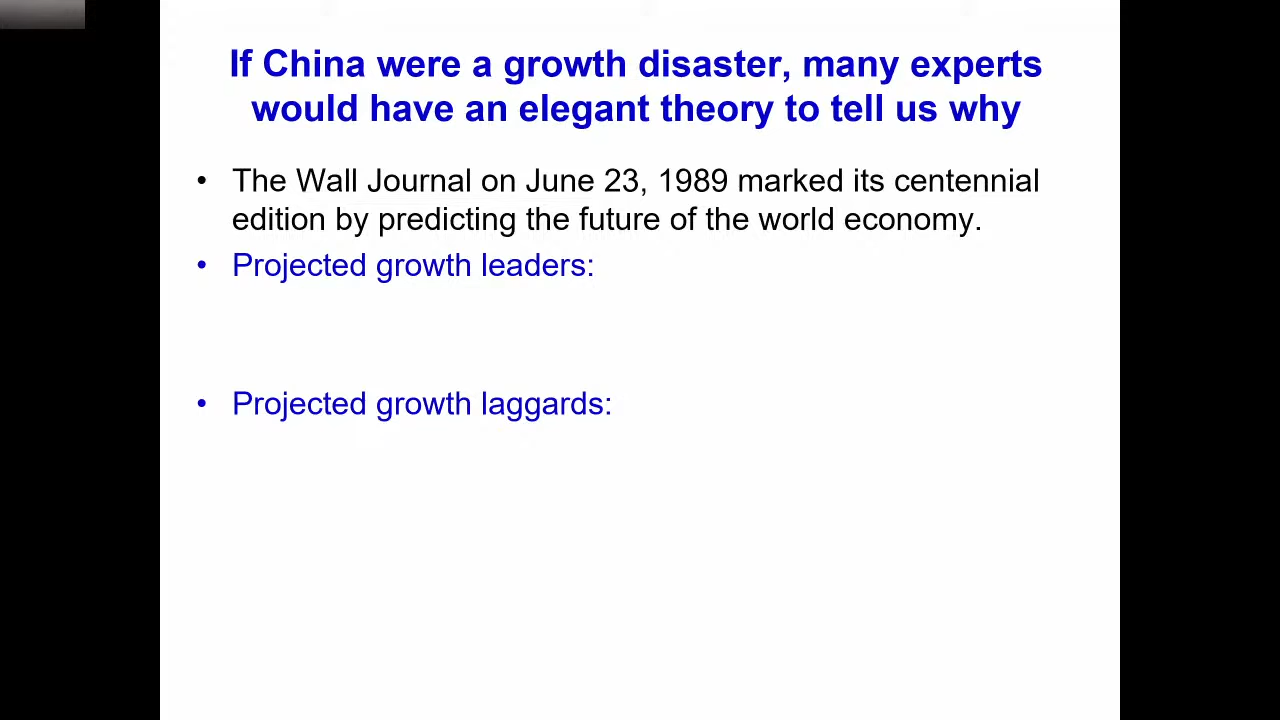 If China were a growth disaster, many experts
would have an elegant theory to tell us why
• The Wall Journal on June 23, 1989 marked its centennial
edition by predicting the future of the world economy.
• Projected growth leaders:
• Projected growth laggards: